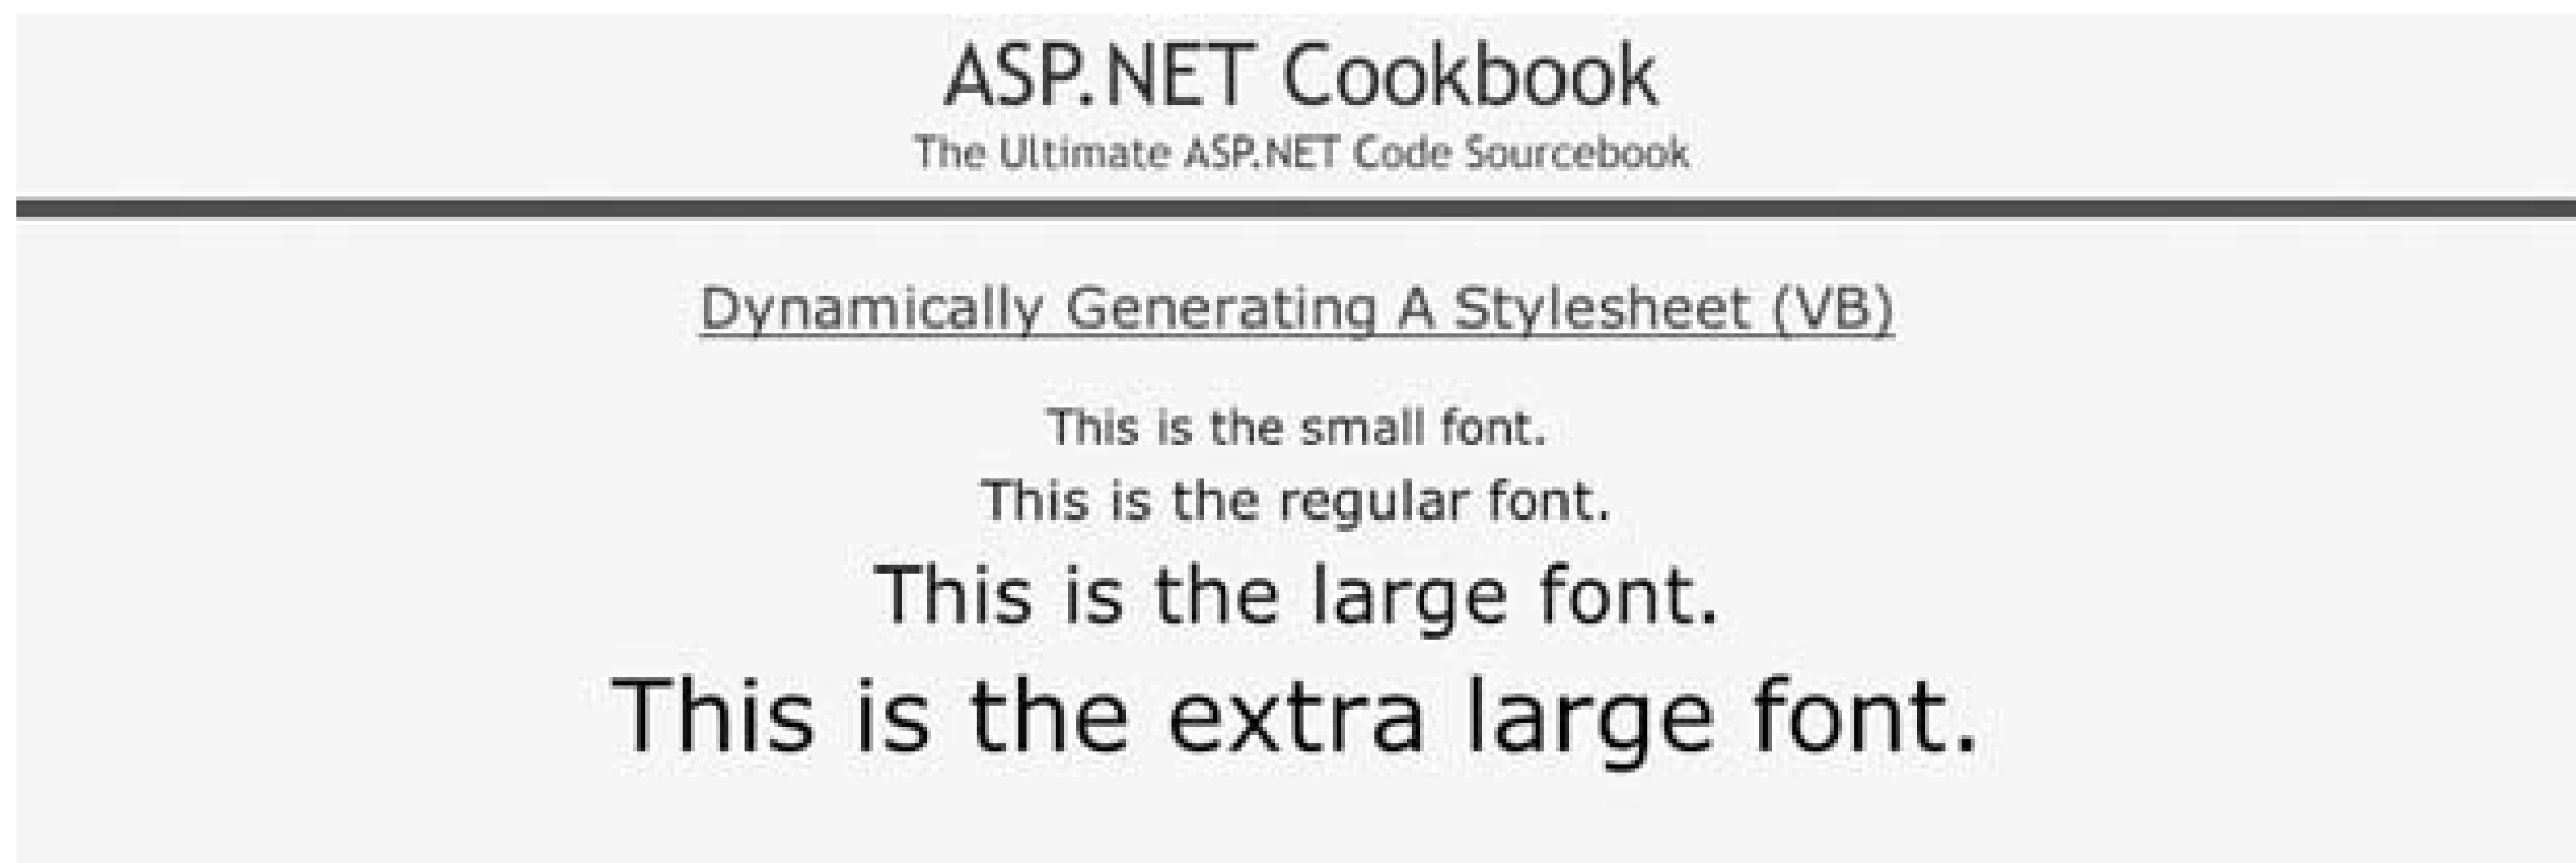 ASP.NET Cookbook
The Ultimate ASP.NET Code Sourcebook
Dynamically Generating A Stylesheet (VB)
This is the small font.
This is the regular font.
This is the large font.
This is the extra large font.